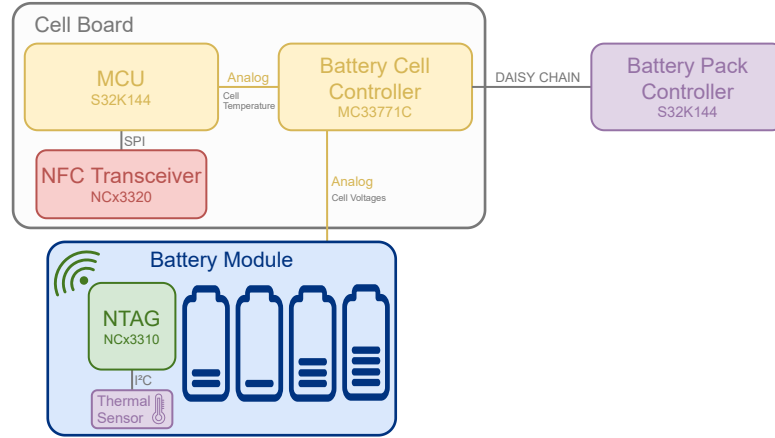 Cell Board
MCU
S32K144
Analog
Cell
Temperature
Battery Cell
Controller
MC33771C
DAISY CHAIN
Battery Pack
Controller
S32K144
SPI
NFC Transceiver
NCx3320
Analog
Cell Voltages
Battery Module
NTAG
NCx3310
I²C
Thermal
Sensor